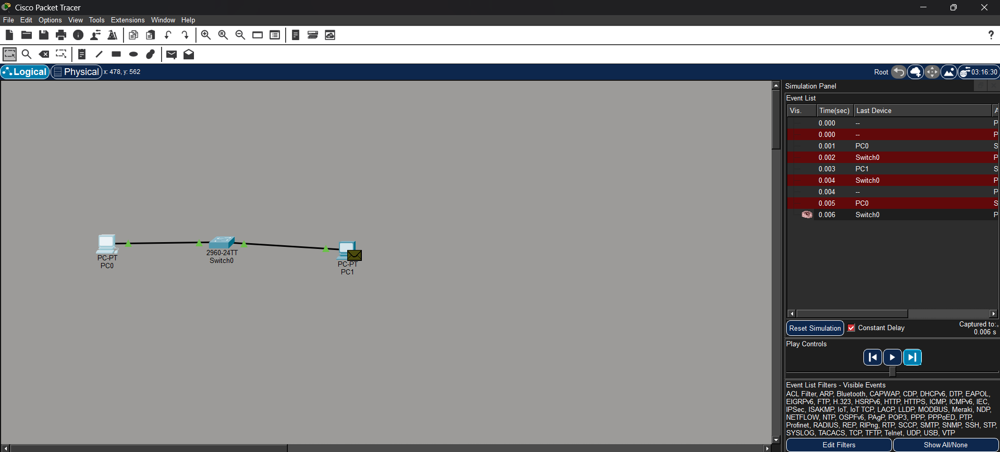 Cisco Packet Tracer
File Edit Options View Tools Extensions Window Help
?
Logical Physical x: 478, y: 562
Root 03:16:30
Simulation Panel
Event List
Vis. Time(sec) Last Device A
0.000 -- P
0.000 -- P
0.001 PC0 S
0.002 Switch0 P
0.003 PC1 S
0.004 Switch0 P
0.004 -- P
0.005 PC0 S
0.006 Switch0 P
PC-PT
PC0
2960-24TT
Switch0
PC-PT
PC1
Reset Simulation Constant Delay Captured to:*
0.006 s
Play Controls
Event List Filters - Visible Events
ACL Filter, ARP, Bluetooth, CAPWAP, CDP, DHCPv6, DTP, EAPOL,
EIGRPv6, FTP, H.323, HSRPv6, HTTP, HTTPS, ICMP, ICMPv6, IEC,
IPSec, ISAKMP, IoT, IoT TCP, LACP, LLDP, MODBUS, Meraki, NDP,
NETFLOW, NTP, OSPFv6, PAgP, POP3, PPP, PPPoED, PTP,
Profinet, RADIUS, REP, RIPng, RTP, SCCP, SMTP, SNMP, SSH, STP,
SYSLOG, TACACS, TCP, TFTP, Telnet, UDP, USB, VTP
Edit Filters Show All/None